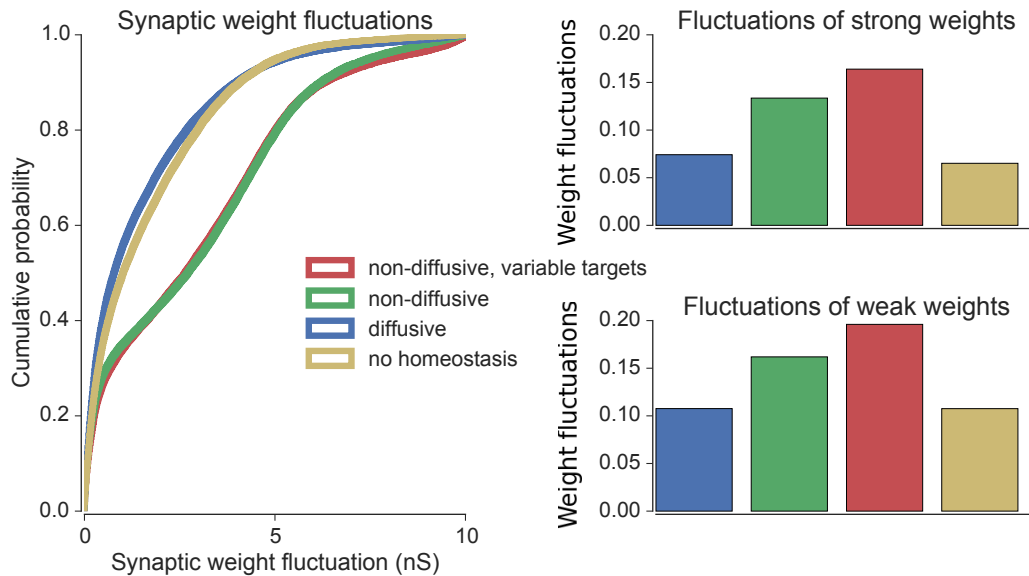 Synaptic weight fluctuations
Cumulative probability
1.0
0.8
0.6
0.4
0.2
0.0
0
5
10
Synaptic weight fluctuation (nS)
non-diffusive, variable targets
non-diffusive
diffusive
no homeostasis
Fluctuations of strong weights
Weight fluctuations
0.20
0.15
0.10
0.05
0.00
Fluctuations of weak weights
Weight fluctuations
0.20
0.15
0.10
0.05
0.00